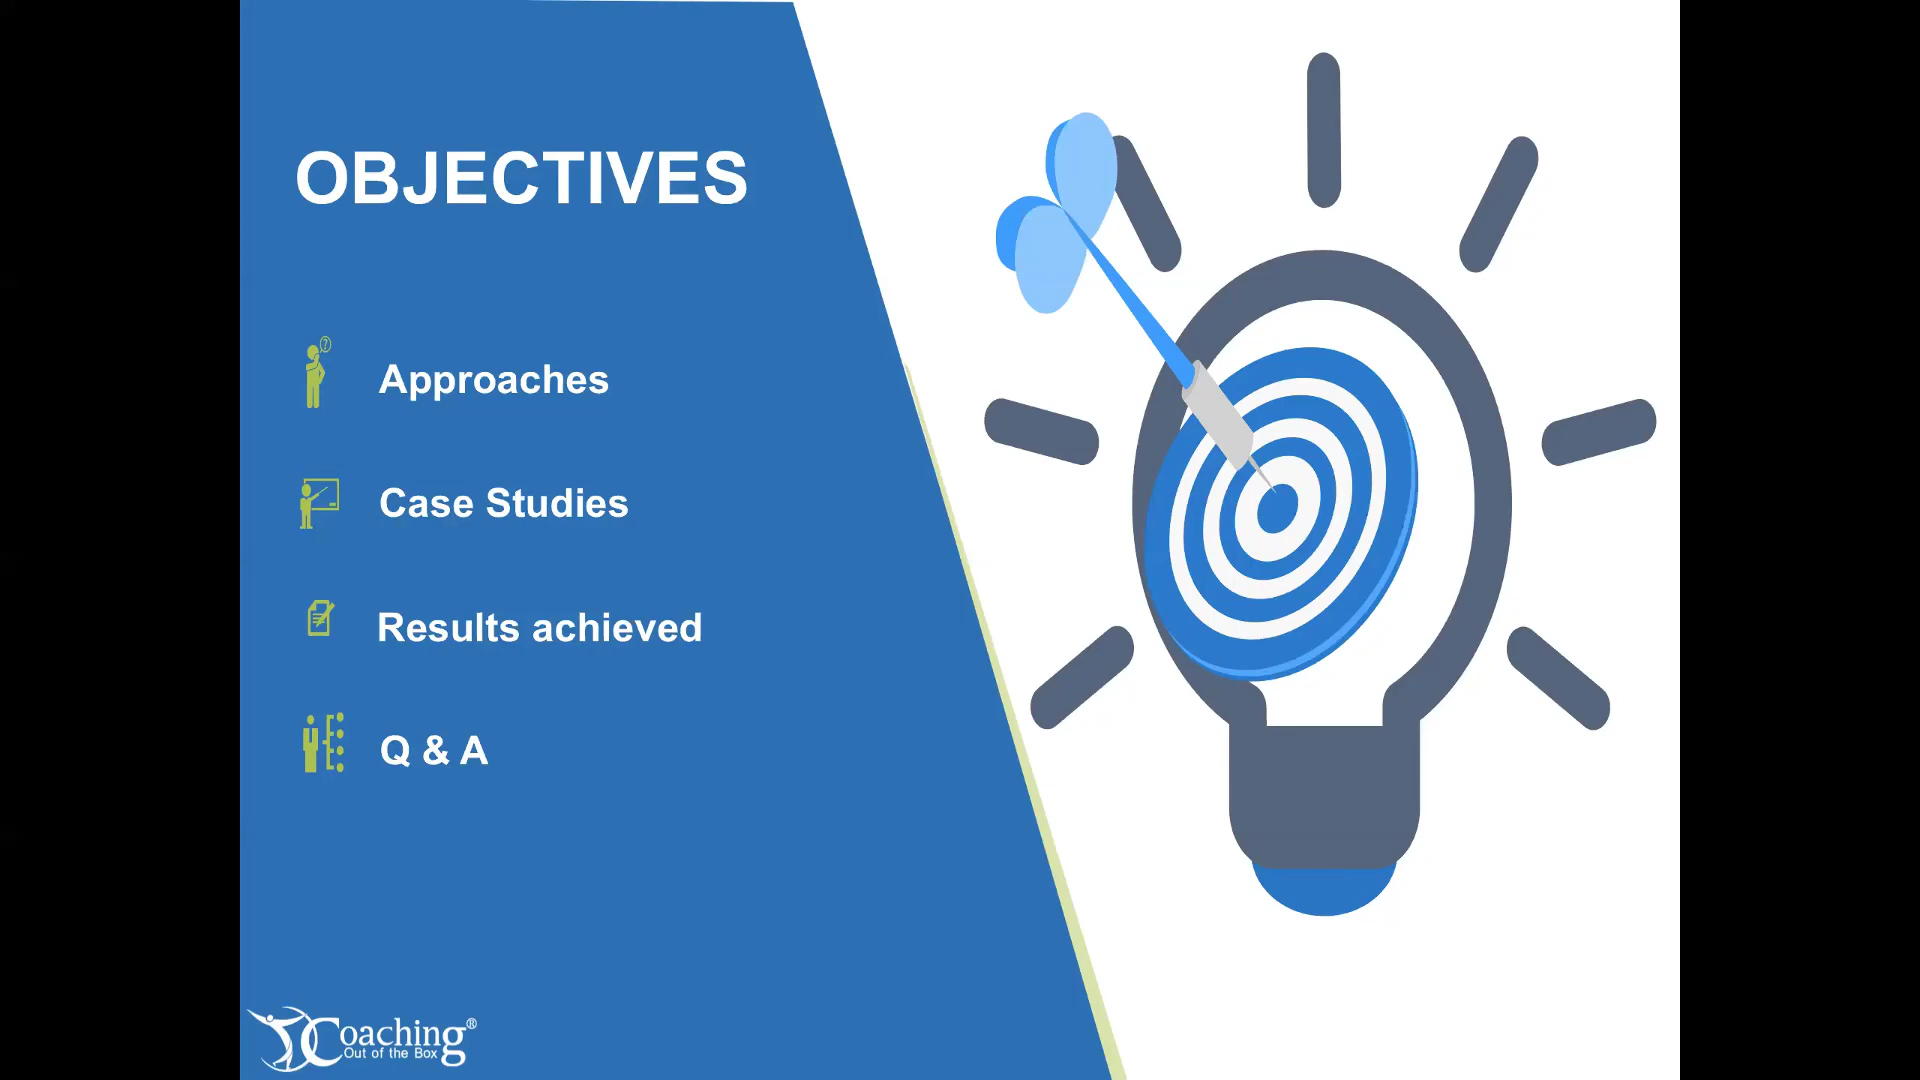 OBJECTIVES
Approaches
Case Studies
Results achieved
Q & A
Coaching®
Out of the Box